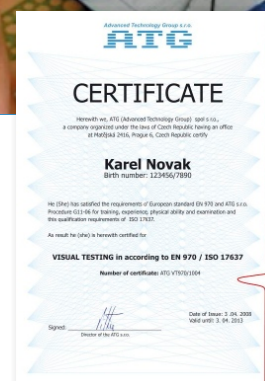 Advanced Technology Group s.r.o.
ATG
CERTIFICATE
Herewith we, ATG (Advanced Technology Group) spol s r.o.,
a company organized under the laws of Czech Republic having an office
at Matějská 2416, Prague 6, Czech Republic certify
Karel Novak
Birth number: 123456/7890
He (She) has satisfied the requirements of European standard EN 970 and ATG s.r.o.
Procedure G11-06 for training, experience, physical ability and examination and
this qualification requirements of ISO 17637.
As result he (she) is herewith certified for
VISUAL TESTING in according to EN 970 / ISO 17637
Number of certificate: ATG VT970/1004
Signed:
Director of the ATG s.r.o.
Date of Issue: 3 .04. 2008
Valid until: 3. 04. 2013